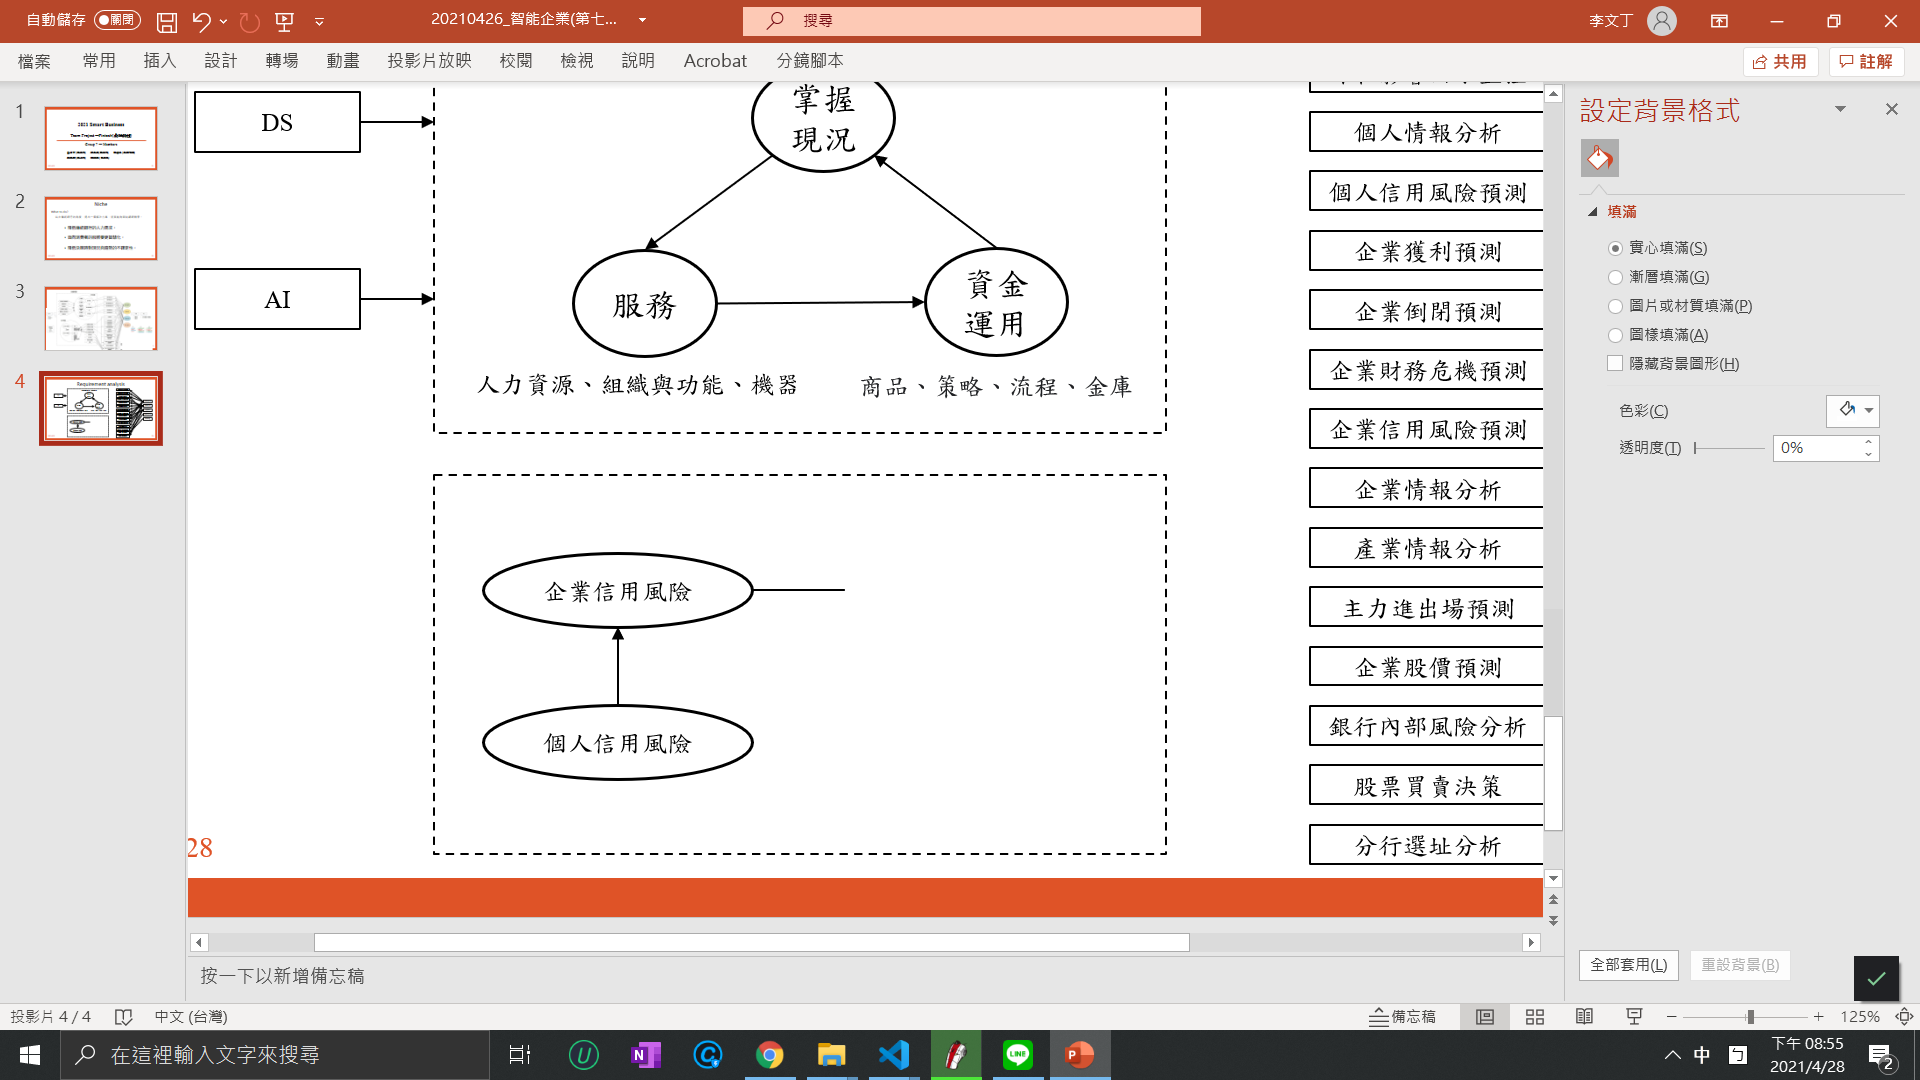 自動儲存 關閉
20210426_智能企業(第七...
搜尋
李文丁
檔案 常用 插入 設計 轉場 動畫 投影片放映 校閱 檢視 說明 Acrobat 分鏡腳本
共用 註解
1
2021 Smart Business
2
Niche
3
4
Requirement analysis
DS
AI
掌握
現況
服務
資金
運用
人力資源、組織與功能、機器
商品、策略、流程、金庫
企業信用風險
個人信用風險
個人情報分析
個人信用風險預測
企業獲利預測
企業倒閉預測
企業財務危機預測
企業信用風險預測
企業情報分析
產業情報分析
主力進出場預測
企業股價預測
銀行內部風險分析
股票買賣決策
分行選址分析
28
按一下以新增備忘稿
設定背景格式
填滿
實心填滿(S)
漸層填滿(G)
圖片或材質填滿(P)
圖樣填滿(A)
隱藏背景圖形(H)
色彩(C)
透明度(T) 0%
全部套用(L) 重設背景(B)
投影片 4 / 4 中文 (台灣)
備忘稿
125%
在這裡輸入文字來搜尋
中
下午 08:55
2021/4/28
2